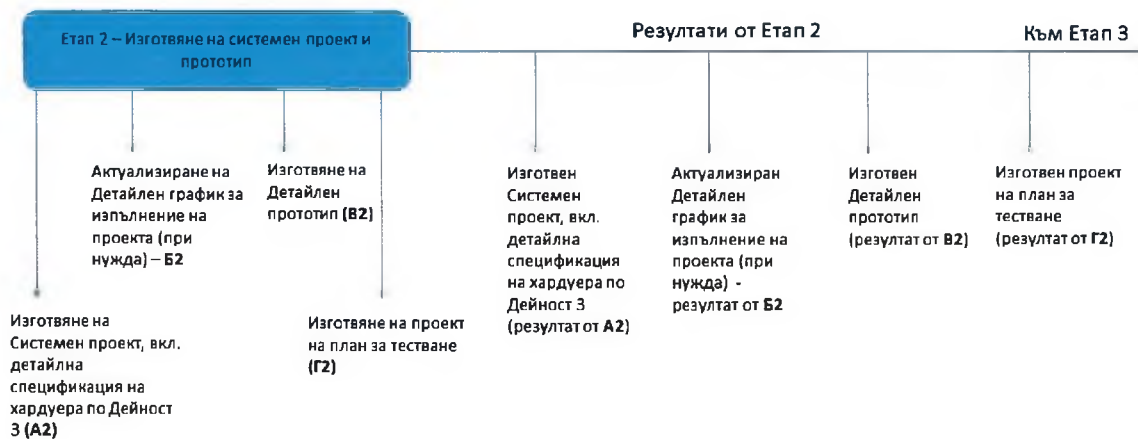 Етап 2 – Изготвяне на системен проект и
прототип
Резултати от Етап 2
Към Етап 3
Актуализиране на
Детайлен график за
изпълнение на
проекта (при
нужда) – Б2
Изготвяне на
Детайлен
прототип (В2)
Изготвяне на
Системен проект, вкл.
детайлна
спецификация на
хардуера по Дейност
3 (А2)
Изготвяне на проект
на план за тестване
(Г2)
Изготвен
Системен
проект, вкл.
детайлна
спецификация
на хардуера по
Дейност 3
(резултат от А2)
Актуализиран
Детайлен
график за
изпълнение на
проекта (при
нужда) -
резултат от Б2
Изготвен
Детайлен
прототип
(резултат от В2)
Изготвен проект
на план за
тестване
(резултат от Г2)